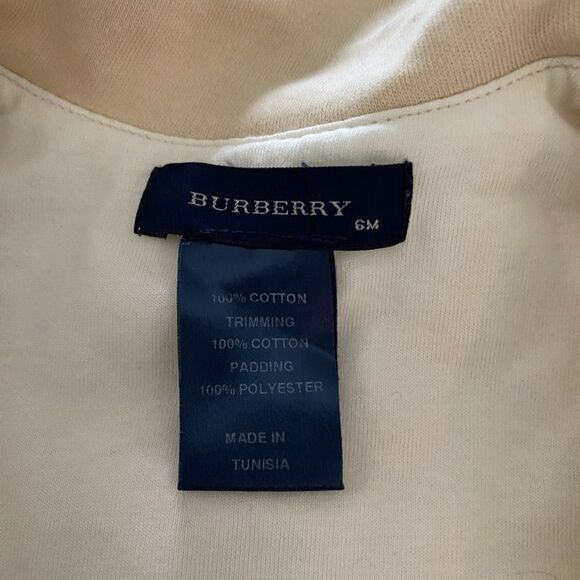 BURBERRY
6M
100% COTTON
TRIMMING
100% COTTON
PADDING
100% POLYESTER
MADE IN
TUNISIA